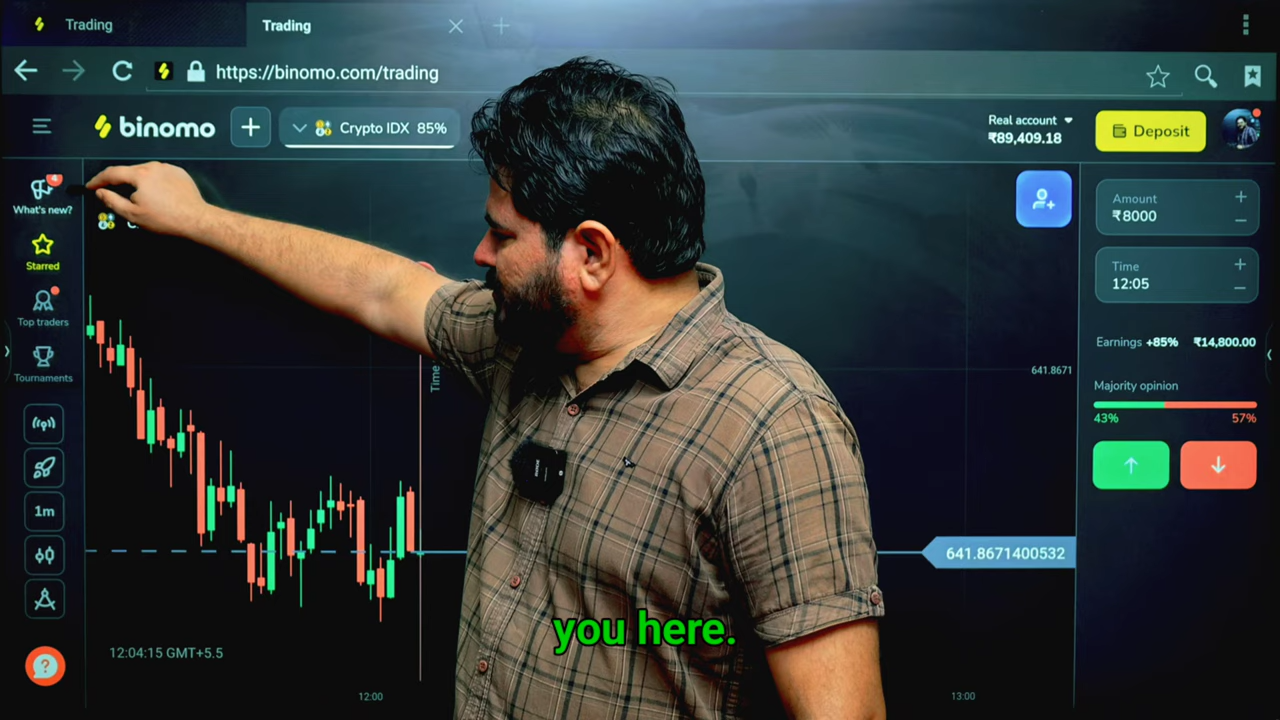 Trading
Trading
https://binomo.com/trading
binomo
Crypto IDX 85%
Real account
₹89,409.18
Deposit
4
What's new?
Starred
Top traders
Tournaments
1m
Time
Amount
₹8000
Time
12:05
Earnings +85% ₹14,800.00
641.8671
Majority opinion
43% 57%
641.8671400532
you here.
12:04:15 GMT+5.5
12:00
13:00